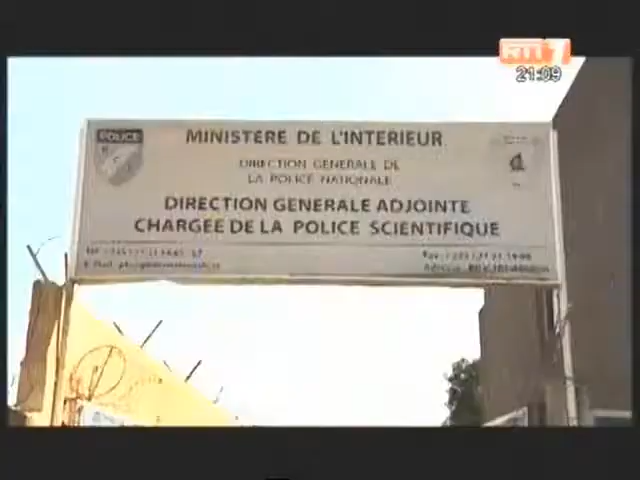 RTI 1
21:09
POLICE
MINISTERE DE L'INTERIEUR
DIRECTION GENERALE DE
LA POLICE NATIONALE
DIRECTION GENERALE ADJOINTE
CHARGEE DE LA POLICE SCIENTIFIQUE